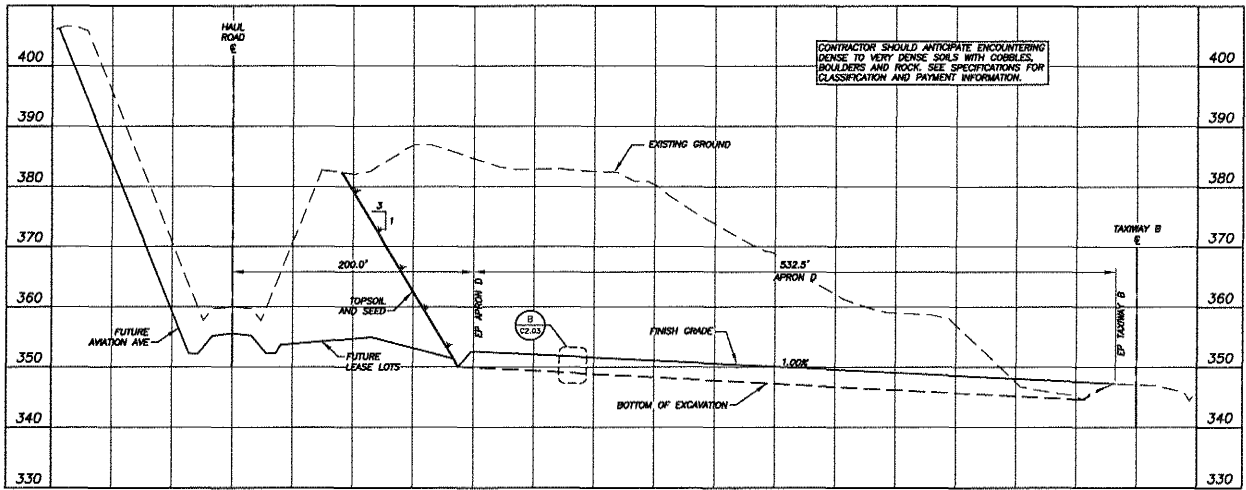 HAUL
ROAD
℄
CONTRACTOR SHOULD ANTICIPATE ENCOUNTERING
DENSE TO VERY DENSE SOILS WITH COBBLES,
BOULDERS AND ROCK. SEE SPECIFICATIONS FOR
CLASSIFICATION AND PAYMENT INFORMATION.
400
400
390
390
EXISTING GROUND
380
380
3
1
TAXIWAY B
℄
370
370
200.0'
532.5'
APRON D
EP APRON D
EP TAXIWAY B
TOPSOIL
AND SEED
360
360
B
C2.03
FUTURE
AVIATION AVE
FINISH GRADE
FUTURE
LEASE LOTS
1.00%
350
350
BOTTOM OF EXCAVATION
340
340
330
330